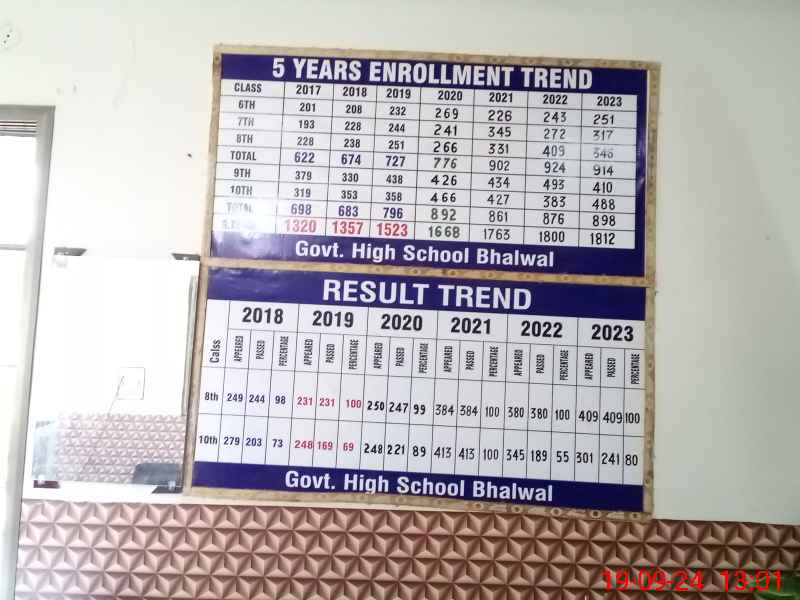 5 YEARS ENROLLMENT TREND
CLASS 2017 2018 2019 2020 2021 2022 2023
6TH 201 208 232 269 226 243 251
7TH 193 228 244 241 345 272 317
8TH 228 238 251 266 331 409 346
TOTAL 622 674 727 776 902 924 914
9TH 379 330 438 426 434 493 410
10TH 319 353 358 466 427 383 488
TOTAL 698 683 796 892 861 876 898
1320 1357 1523 1668 1763 1800 1812
Govt. High School Bhalwal
RESULT TREND
2018 2019 2020 2021 2022 2023
Calss APPEARED PASSED PERCENTAGE APPEARED PASSED PERCENTAGE APPEARED PASSED PERCENTAGE APPEARED PASSED PERCENTAGE APPEARED PASSED PERCENTAGE APPEARED PASSED PERCENTAGE
8th 249 244 98 231 231 100 250 247 99 384 384 100 380 380 100 409 409 100
10th 279 203 73 248 169 69 248 221 89 413 413 100 345 189 55 301 241 80
Govt. High School Bhalwal
19-09-24 13:01